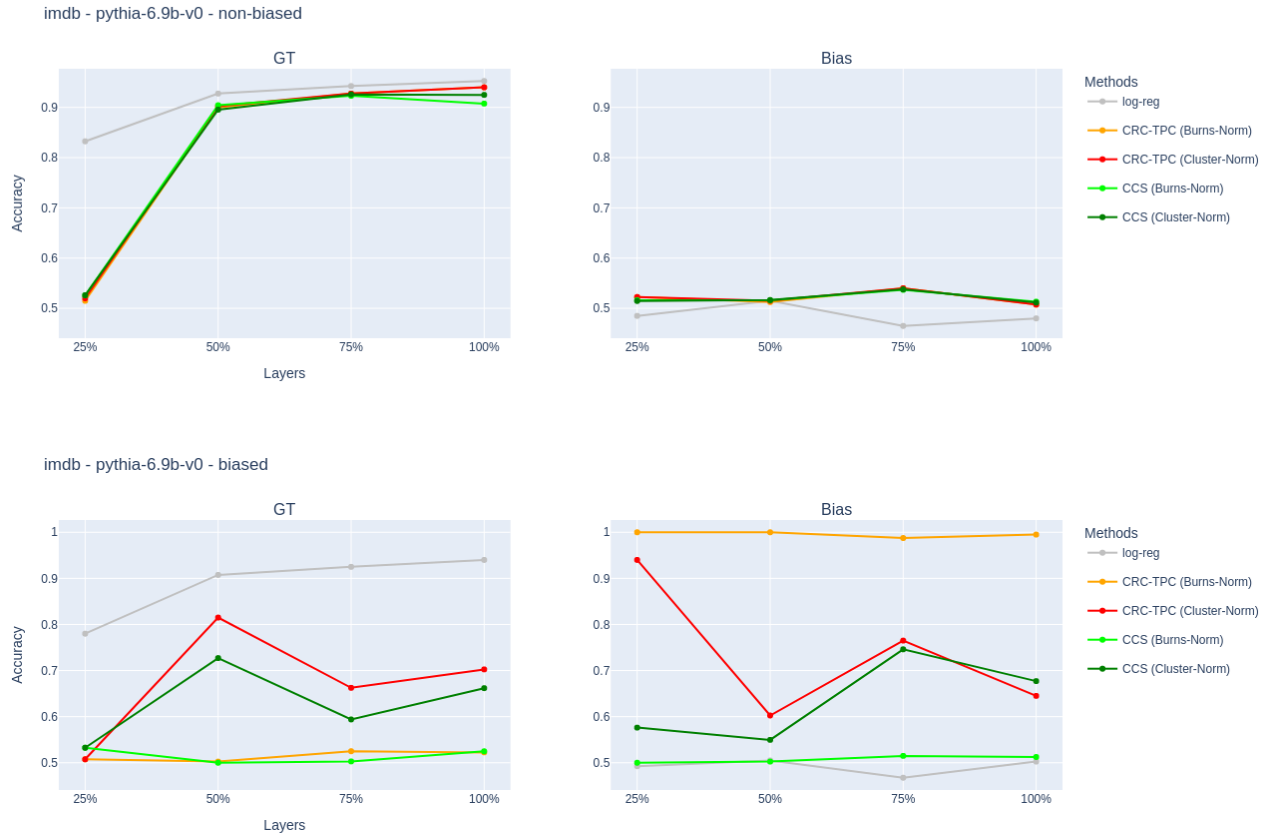 imdb - pythia-6.9b-v0 - non-biased
GT
Bias
Methods
log-reg
CRC-TPC (Burns-Norm)
CRC-TPC (Cluster-Norm)
CCS (Burns-Norm)
CCS (Cluster-Norm)
Accuracy
0.9
0.8
0.7
0.6
0.5
25% 50% 75% 100%
Layers
0.9
0.8
0.7
0.6
0.5
25% 50% 75% 100%
imdb - pythia-6.9b-v0 - biased
GT
Bias
Methods
log-reg
CRC-TPC (Burns-Norm)
CRC-TPC (Cluster-Norm)
CCS (Burns-Norm)
CCS (Cluster-Norm)
Accuracy
1
0.9
0.8
0.7
0.6
0.5
25% 50% 75% 100%
Layers
1
0.9
0.8
0.7
0.6
0.5
25% 50% 75% 100%